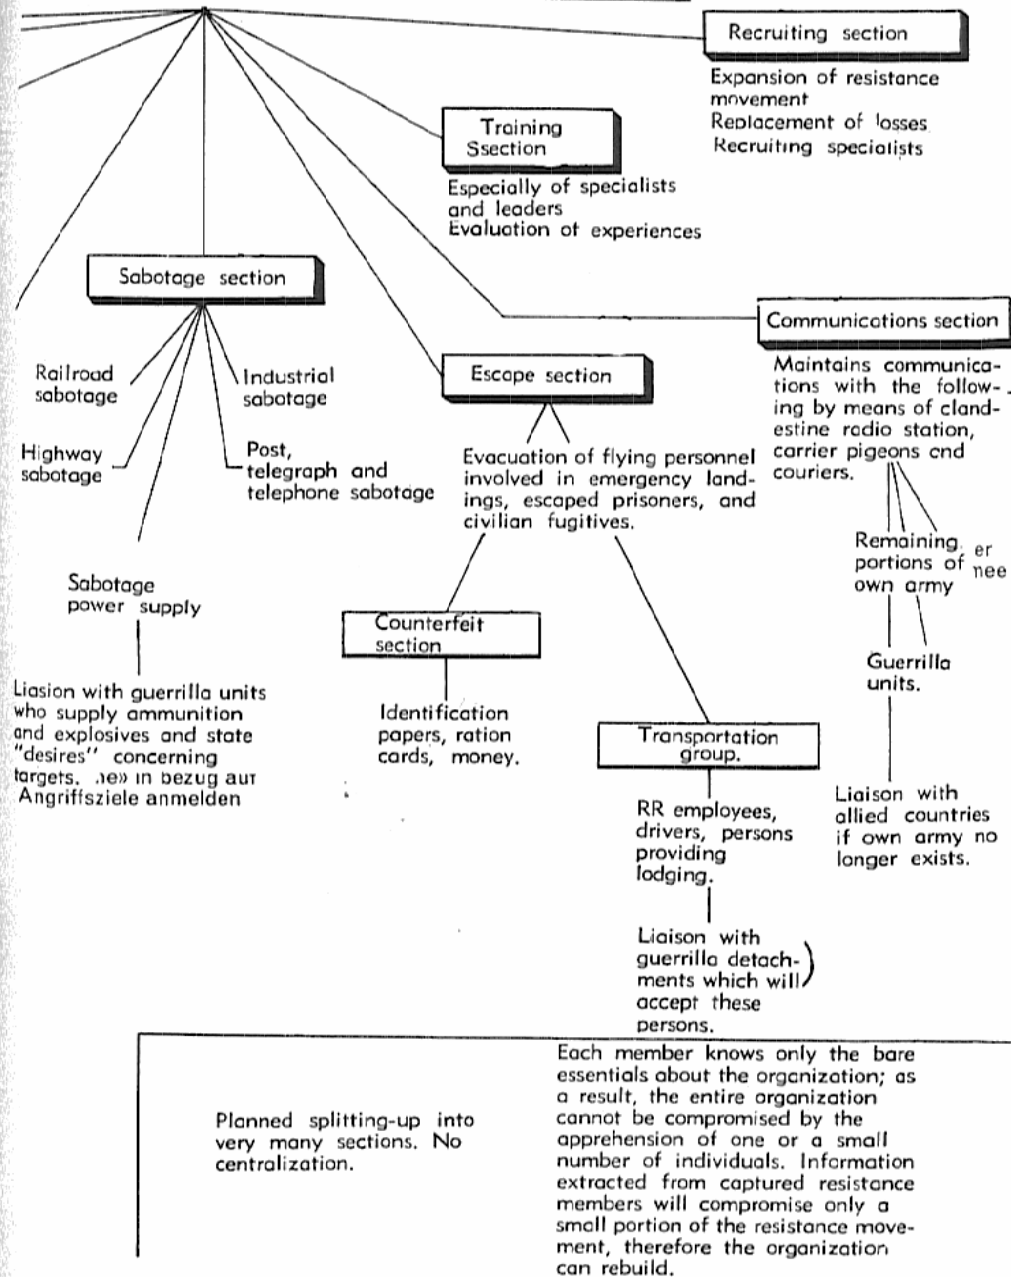 Recruiting section
Expansion of resistance
movement
Replacement of losses
Recruiting specialists
Training
Ssection
Especially of specialists
and leaders
Evaluation of experiences
Sabotage section
Railroad
sabotage
Industrial
sabotage
Highway
sabotage
Post,
telegraph and
telephone sabotage
Sabotage
power supply
Liasion with guerrilla units
who supply ammunition
and explosives and state
"desires" concerning
targets. in bezug auf
Angriffsziele anmelden
Escape section
Evacuation of flying personnel
involved in emergency land-
ings, escaped prisoners, and
civilian fugitives.
Counterfeit
section
Identification
papers, ration
cards, money.
Transportation
group.
RR employees,
drivers, persons
providing
lodging.
Liaison with
guerrilla detach-
ments which will
accept these
persons.
Communications section
Maintains communica-
tions with the follow-
ing by means of cland-
estine radio station,
carrier pigeons and
couriers.
Remaining er
portions of nee
own army
Guerrilla
units.
Liaison with
allied countries
if own army no
longer exists.
Planned splitting-up into
very many sections. No
centralization.
Each member knows only the bare
essentials about the organization; as
a result, the entire organization
cannot be compromised by the
apprehension of one or a small
number of individuals. Information
extracted from captured resistance
members will compromise only a
small portion of the resistance move-
ment, therefore the organization
can rebuild.